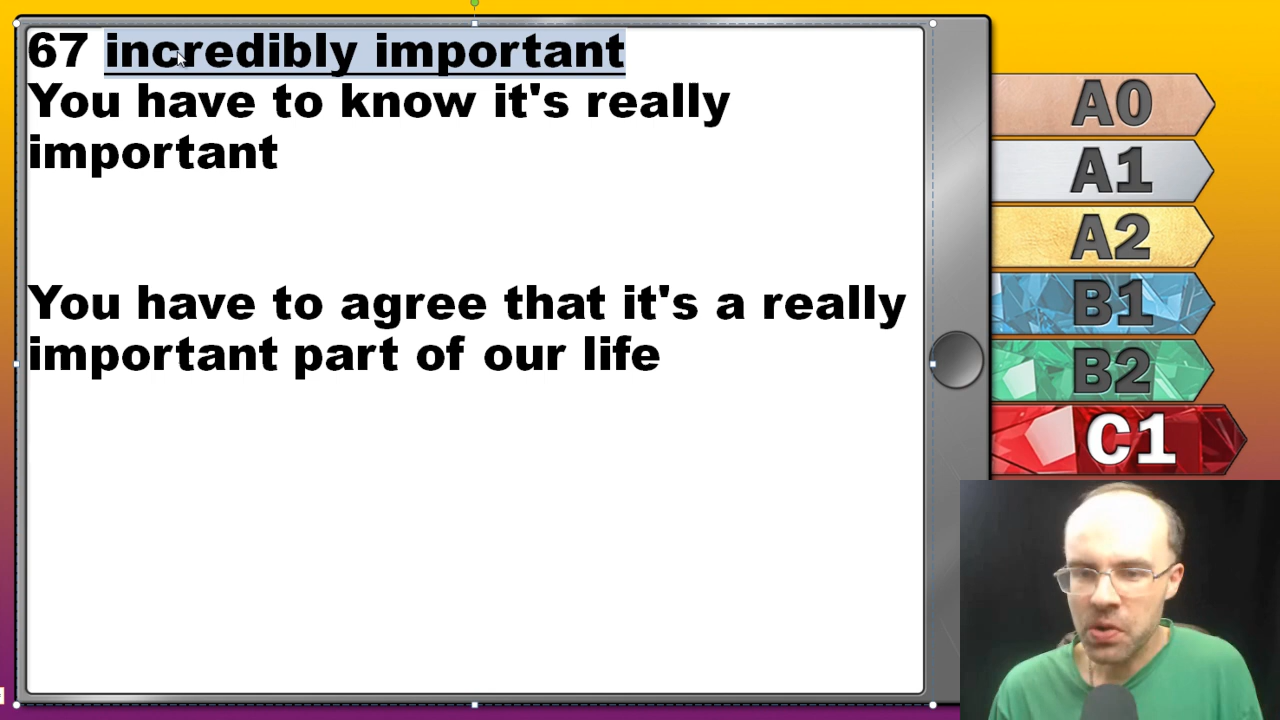 67 incredibly important
You have to know it's really
important
You have to agree that it's a really
important part of our life
A0
A1
A2
B1
B2
C1